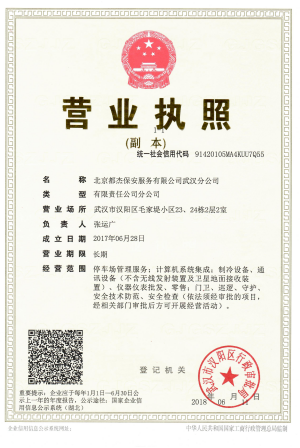 营业执照
(副 本)
1-1
统一社会信用代码 91420105MA4KUU7Q55
名 称 北京都杰保安服务有限公司武汉分公司
类 型 有限责任公司分公司
营业场所 武汉市汉阳区毛家堤小区23、24栋2层2室
负 责 人 张运广
成立日期 2017年06月28日
营业期限 长期
经营范围 停车场管理服务；计算机系统集成；制冷设备、通
讯设备（不含无线发射装置及卫星地面接收装
置）、仪器仪表批发、零售；门卫、巡逻、守护、
安全技术防范、安全检查（依法须经审批的项目，
经相关部门审批后方可开展经营活动）。
登记机关
武汉市汉阳区行政审批局
2018 年 06 月 11 日
重要提示：企业应于每年1月1日—6月30日公
示上一年的年度报告，公示途径：国家企业信
用信息公示系统（湖北）
企业信用信息公示系统网址：
中华人民共和国国家工商行政管理总局监制